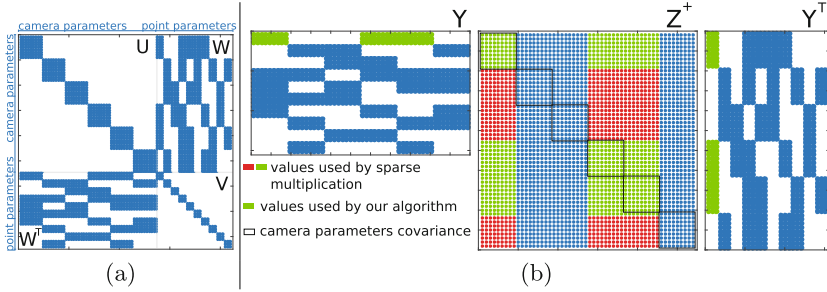 camera parameters point parameters
camera parameters
point parameters
U W
V
W^T
(a)
Y Z^+ Y^T
values used by sparse
multiplication
values used by our algorithm
camera parameters covariance
(b)